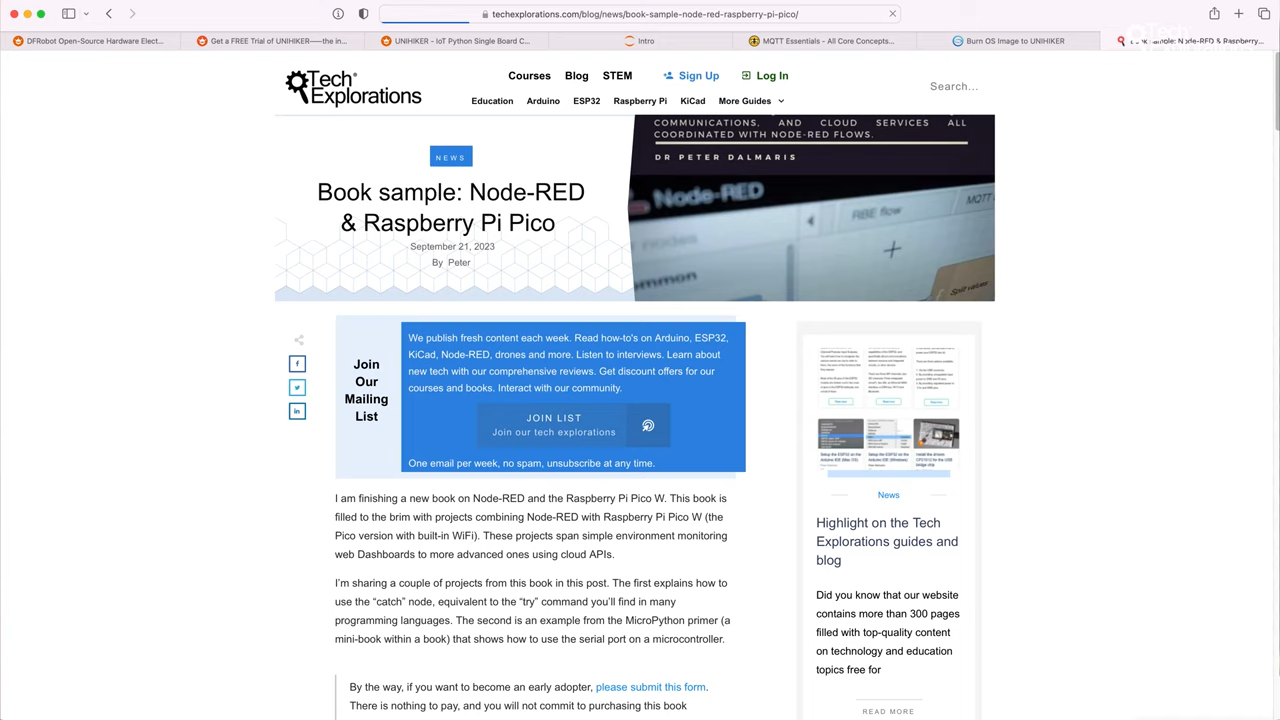 techexplorations.com/blog/news/book-sample-node-red-raspberry-pi-pico/
DFRobot Open-Source Hardware Elect...
Get a FREE Trial of UNIHIKER——the in...
UNIHIKER - IoT Python Single Board C...
Intro
MQTT Essentials - All Core Concepts...
Burn OS Image to UNIHIKER
Book sample: Node-RED & Raspberry...
Tech Explorations
Courses Blog STEM Sign Up Log In
Search...
Education Arduino ESP32 Raspberry Pi KiCad More Guides
COMMUNICATIONS. AND CLOUD SERVICES ALL
COORDINATED WITH NODE-RED FLOWS.
DR PETER DALMARIS
Node-RED
RBE flow
MQTT
nodes
common
Split values
NEWS
Book sample: Node-RED
& Raspberry Pi Pico
September 21, 2023
By Peter
Join
Our
Mailing
List
We publish fresh content each week. Read how-to's on Arduino, ESP32,
KiCad, Node-RED, drones and more. Listen to interviews. Learn about
new tech with our comprehensive reviews. Get discount offers for our
courses and books. Interact with our community.
JOIN LIST
Join our tech explorations
One email per week, no spam, unsubscribe at any time.
I am finishing a new book on Node-RED and the Raspberry Pi Pico W. This book is
filled to the brim with projects combining Node-RED with Raspberry Pi Pico W (the
Pico version with built-in WiFi). These projects span simple environment monitoring
web Dashboards to more advanced ones using cloud APIs.
I'm sharing a couple of projects from this book in this post. The first explains how to
use the “catch” node, equivalent to the “try” command you'll find in many
programming languages. The second is an example from the MicroPython primer (a
mini-book within a book) that shows how to use the serial port on a microcontroller.
By the way, if you want to become an early adopter, please submit this form.
There is nothing to pay, and you will not commit to purchasing this book
News
Highlight on the Tech
Explorations guides and
blog
Did you know that our website
contains more than 300 pages
filled with top-quality content
on technology and education
topics free for
READ MORE